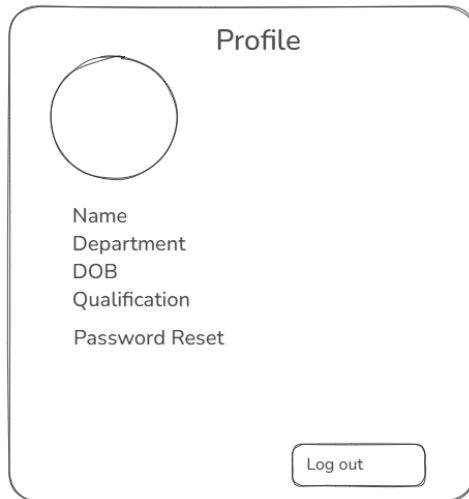 Profile
Name
Department
DOB
Qualification
Password Reset
Log out